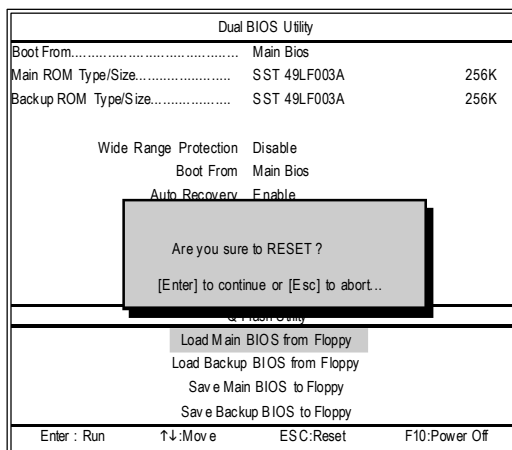 Dual BIOS Utility
Boot From..................................... Main Bios
Main ROM Type/Size..................... SST 49LF003A 256K
Backup ROM Type/Size.................. SST 49LF003A 256K
Wide Range Protection Disable
Boot From Main Bios
Auto Recovery Enable
Are you sure to RESET ?
[Enter] to continue or [Esc] to abort...
Load Main BIOS from Floppy
Load Backup BIOS from Floppy
Save Main BIOS to Floppy
Save Backup BIOS to Floppy
Enter : Run ↑↓:Move ESC:Reset F10:Power Off